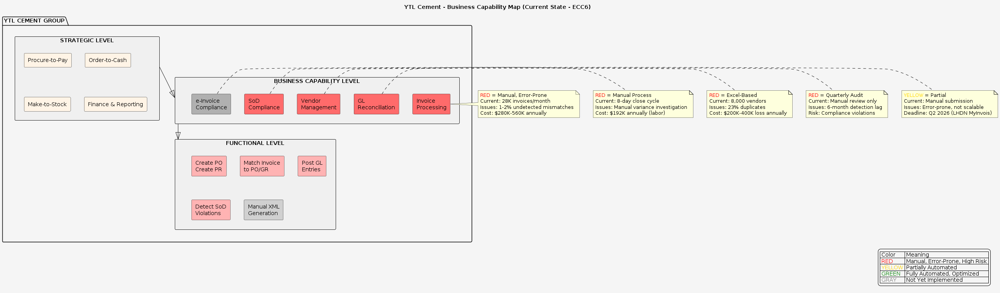 YTL Cement - Business Capability Map (Current State - ECC6)
YTL CEMENT GROUP
STRATEGIC LEVEL
Procure-to-Pay
Order-to-Cash
Make-to-Stock
Finance & Reporting
BUSINESS CAPABILITY LEVEL
e-Invoice
Compliance
SoD
Compliance
Vendor
Management
GL
Reconciliation
Invoice
Processing
RED = Manual, Error-Prone
Current: 28K invoices/month
Issues: 1-2% undetected mismatches
Cost: $280K-560K annually
RED = Manual Process
Current: 8-day close cycle
Issues: Manual variance investigation
Cost: $192K annually (labor)
RED = Excel-Based
Current: 8,000 vendors
Issues: 23% duplicates
Cost: $200K-400K loss annually
RED = Quarterly Audit
Current: Manual review only
Issues: 6-month detection lag
Risk: Compliance violations
YELLOW = Partial
Current: Manual submission
Issues: Error-prone, not scalable
Deadline: Q2 2026 (LHDN MyInvois)
FUNCTIONAL LEVEL
Create PO
Create PR
Match Invoice
to PO/GR
Post GL
Entries
Detect SoD
Violations
Manual XML
Generation
Color Meaning
RED Manual, Error-Prone, High Risk
YELLOW Partially Automated
GREEN Fully Automated, Optimized
GRAY Not Yet Implemented